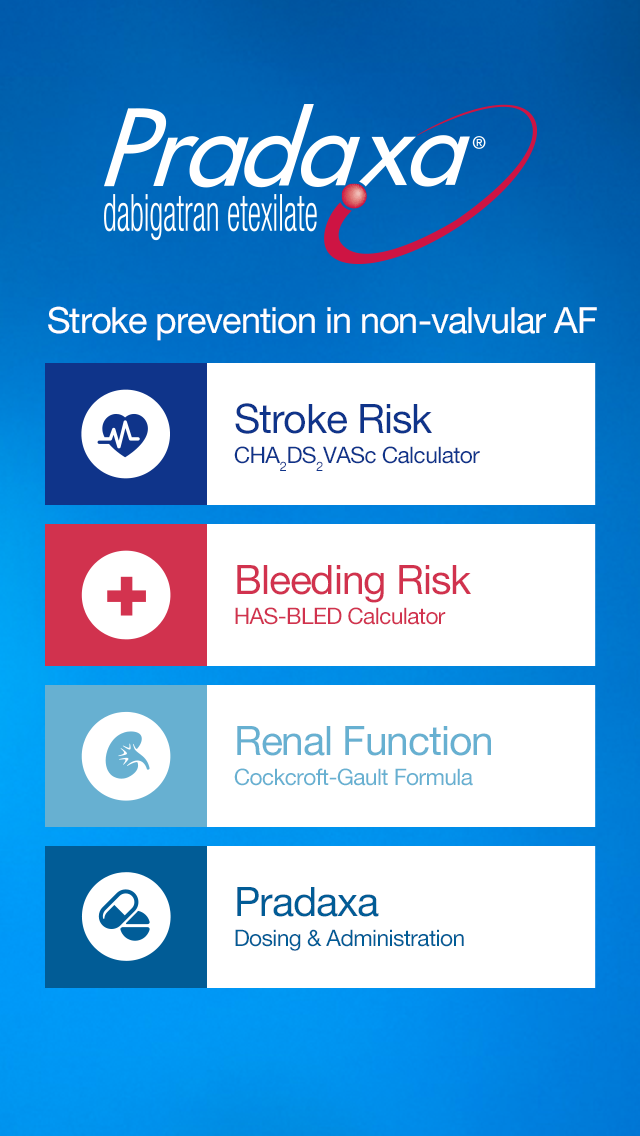 Pradaxa®
dabigatran etexilate
Stroke prevention in non-valvular AF
Stroke Risk
CHA₂DS₂VASc Calculator
Bleeding Risk
HAS-BLED Calculator
Renal Function
Cockcroft-Gault Formula
Pradaxa
Dosing & Administration